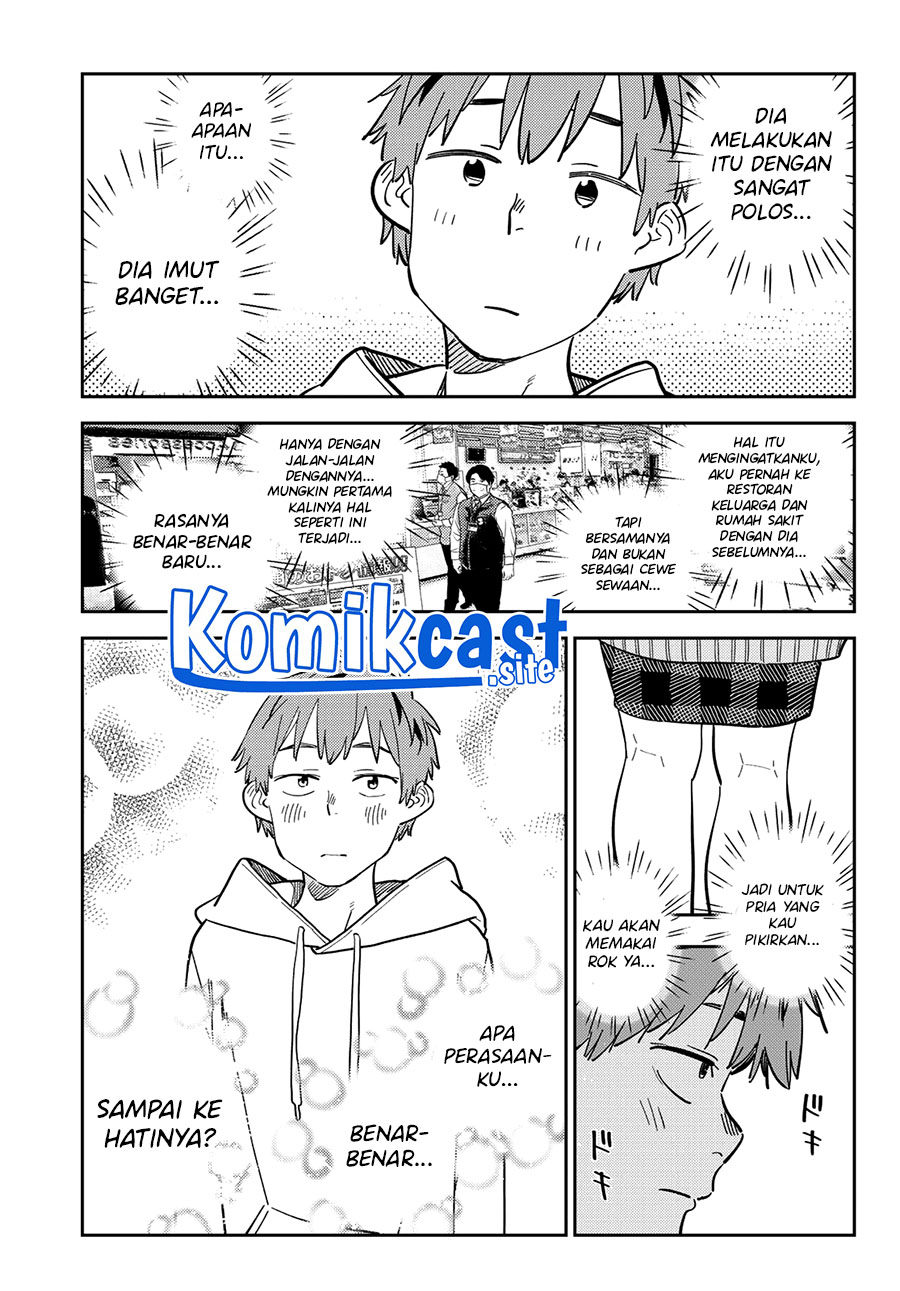 DIA
MELAKUKAN
ITU DENGAN
SANGAT
POLOS...
APA-
APAAN
ITU...
DIA IMUT
BANGET...
HAL ITU
MENGINGATKANKU,
AKU PERNAH KE
RESTORAN
KELUARGA DAN
RUMAH SAKIT
DENGAN DIA
SEBELUMNYA...
TAPI
BERSAMANYA
DAN BUKAN
SEBAGAI CEWE
SEWAAN...
HANYA DENGAN
JALAN-JALAN
DENGANNYA...
MUNGKIN PERTAMA
KALINYA HAL
SEPERTI INI
TERJADI...
RASANYA
BENAR-BENAR
BARU...
Komikcast
.site
JADI UNTUK
PRIA YANG
KAU
PIKIRKAN...
KAU AKAN
MEMAKAI
ROK YA...
ドキ
ドキ
APA
PERASAAN-
KU...
BENAR-
BENAR...
SAMPAI KE
HATINYA?